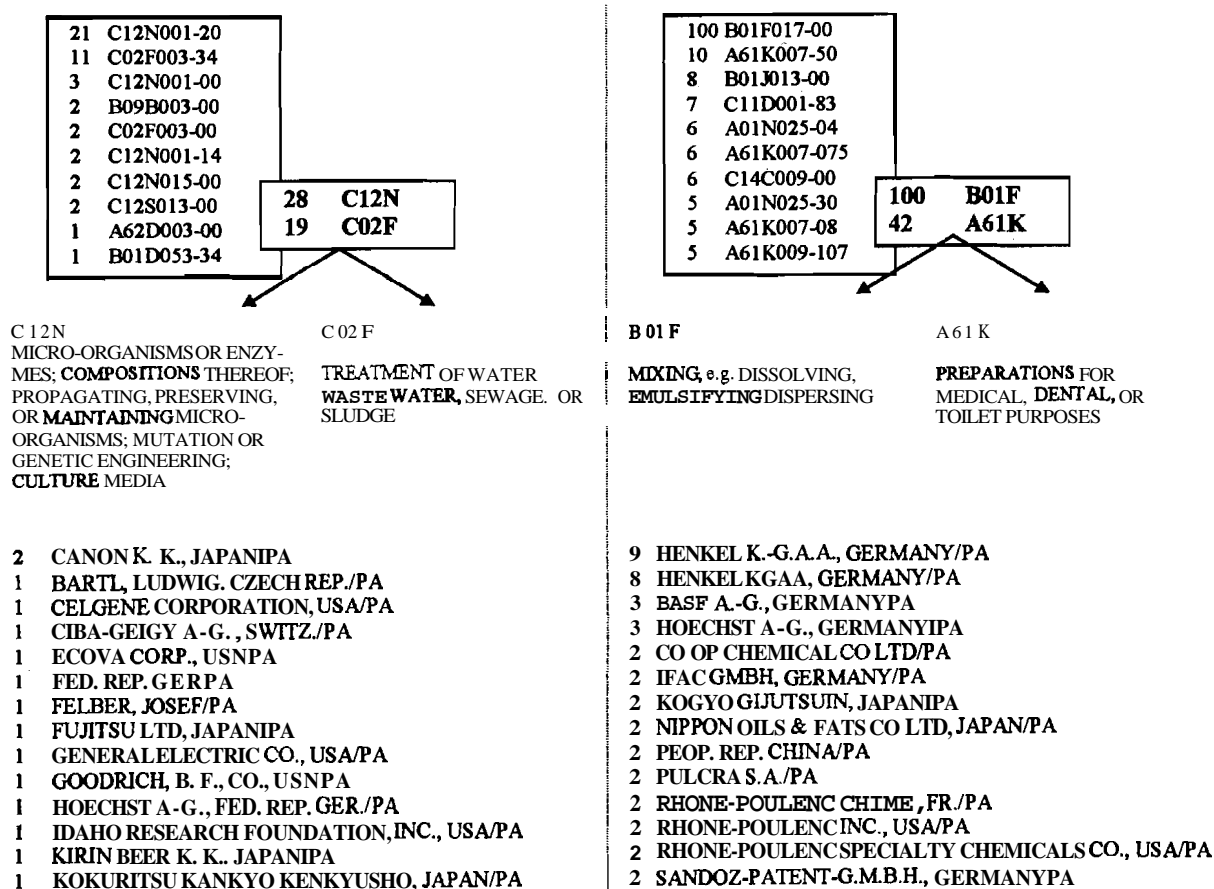 21 C12N001-20
11 C02F003-34
3 C12N001-00
2 B09B003-00
2 C02F003-00
2 C12N001-14
2 C12N015-00
2 C12S013-00
1 A62D003-00
1 B01D053-34
28 C12N
19 C02F
C12N
MICRO-ORGANISMS OR ENZY-
MES; COMPOSITIONS THEREOF;
PROPAGATING, PRESERVING,
OR MAINTAINING MICRO-
ORGANISMS; MUTATION OR
GENETIC ENGINEERING;
CULTURE MEDIA
C02F
TREATMENT OF WATER
WASTE WATER, SEWAGE. OR
SLUDGE
2 CANON K. K., JAPANIPA
1 BARTL, LUDWIG. CZECH REP./PA
1 CELGENE CORPORATION, USA/PA
1 CIBA-GEIGY A-G., SWITZ./PA
1 ECOVA CORP., USNPA
1 FED. REP. GERPA
1 FELBER, JOSEF/PA
1 FUJITSU LTD, JAPANIPA
1 GENERAL ELECTRIC CO., USA/PA
1 GOODRICH, B. F., CO., USNPA
1 HOECHST A-G., FED. REP. GER./PA
1 IDAHO RESEARCH FOUNDATION, INC., USA/PA
1 KIRIN BEER K. K.. JAPANIPA
1 KOKURITSU KANKYO KENKYUSHO, JAPAN/PA
100 B01F017-00
10 A61K007-50
8 B01J013-00
7 C11D001-83
6 A01N025-04
6 A61K007-075
6 C14C009-00
5 A01N025-30
5 A61K007-08
5 A61K009-107
100 B01F
42 A61K
B01F
MIXING, e.g. DISSOLVING,
EMULSIFYING DISPERSING
A61K
PREPARATIONS FOR
MEDICAL, DENTAL, OR
TOILET PURPOSES
9 HENKEL K.-G.A.A., GERMANY/PA
8 HENKEL KGAA, GERMANY/PA
3 BASF A.-G., GERMANYPA
3 HOECHST A-G., GERMANYIPA
2 CO OP CHEMICAL CO LTD/PA
2 IFAC GMBH, GERMANY/PA
2 KOGYO GIJUTSUIN, JAPANIPA
2 NIPPON OILS & FATS CO LTD, JAPAN/PA
2 PEOP. REP. CHINA/PA
2 PULCRA S.A./PA
2 RHONE-POULENC CHIME, FR./PA
2 RHONE-POULENC INC., USA/PA
2 RHONE-POULENC SPECIALTY CHEMICALS CO., USA/PA
2 SANDOZ-PATENT-G.M.B.H., GERMANYPA